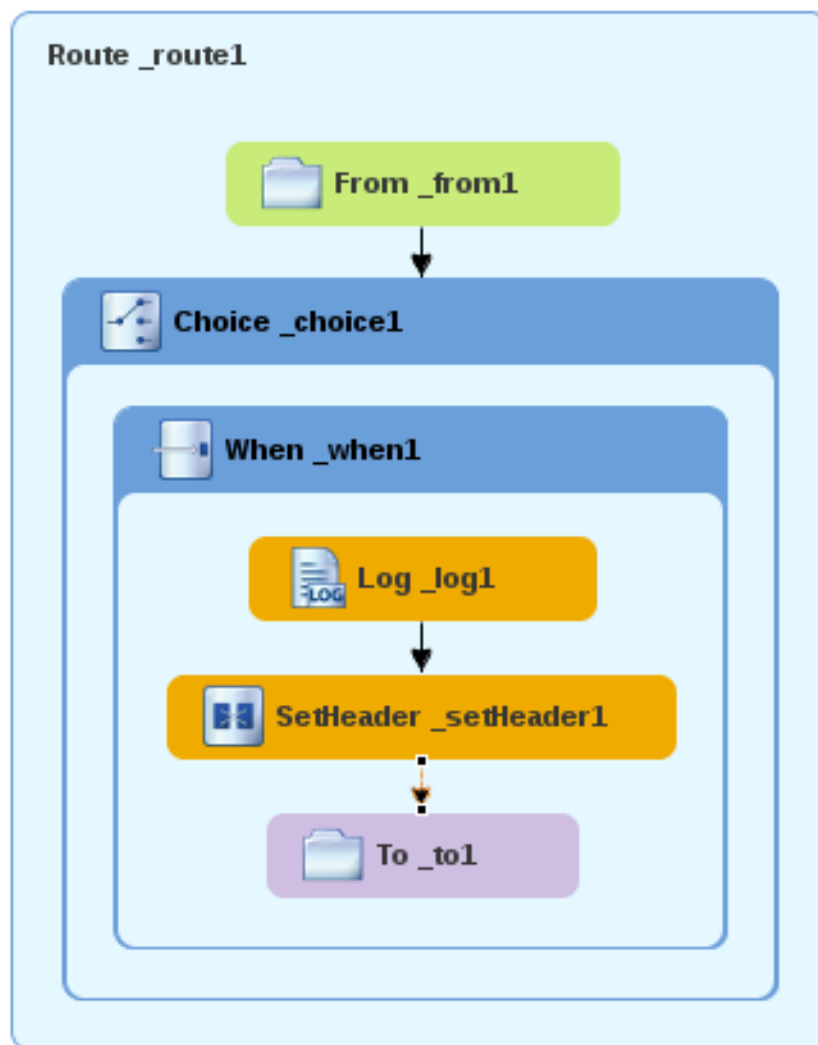 Route _route1
From _from1
Choice _choice1
When _when1
LOG
Log _log1
SetHeader _setHeader1
To _to1